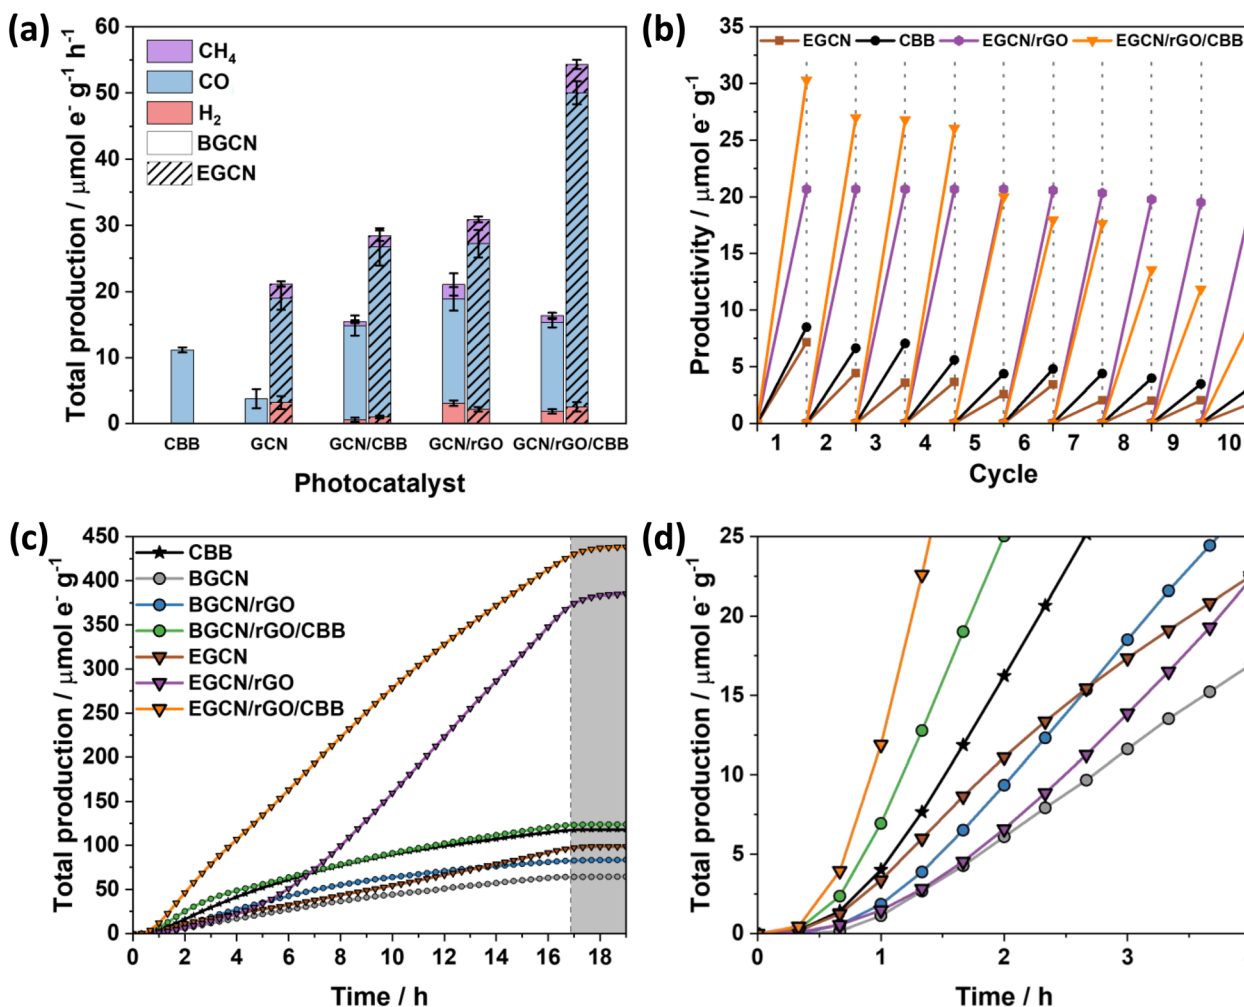 (a)
Total production / μmol e⁻ g⁻¹ h⁻¹
60
50
40
30
20
10
0
CH₄
CO
H₂
BGCN
EGCN
CBB GCN GCN/CBB GCN/rGO GCN/rGO/CBB
Photocatalyst
(b)
Productivity / μmol e⁻ g⁻¹
35
30
25
20
15
10
5
0
EGCN CBB EGCN/rGO EGCN/rGO/CBB
1 2 3 4 5 6 7 8 9 10
Cycle
(c)
Total production / μmol e⁻ g⁻¹
450
400
350
300
250
200
150
100
50
0
CBB
BGCN
BGCN/rGO
BGCN/rGO/CBB
EGCN
EGCN/rGO
EGCN/rGO/CBB
0 2 4 6 8 10 12 14 16 18
Time / h
(d)
Total production / μmol e⁻ g⁻¹
25
20
15
10
5
0
0 1 2 3
Time / h